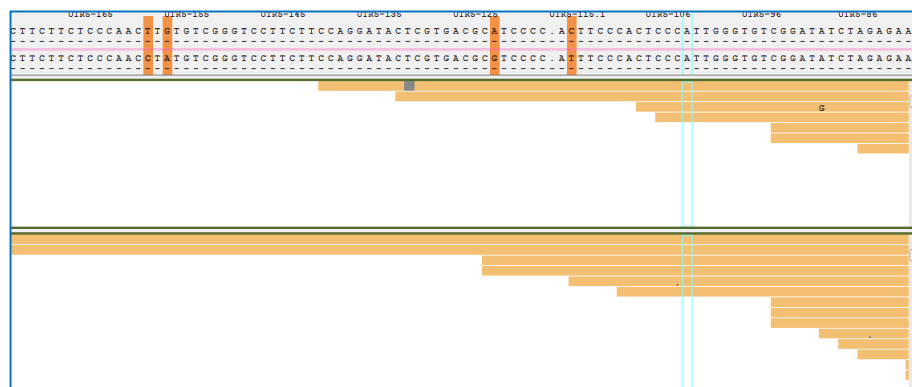 UTR5-165 UTR5-155 UTR5-145 UTR5-135 UTR5-125 UTR5-115.1 UTR5-106 UTR5-96 UTR5-86
CTTCTTCTCCCAACTTGTGTCGGGTCCTTCTTCCAGGATACTCGTGACGCATCCCC.ACTTCCCACTCCCATTGGGTGTCGGATATCTAGAGAA
CTTCTTCTCCCAACCTATGTCGGGTCCTTCTTCCAGGATACTCGTGACGCGTCCCC.ATTTCCCACTCCCATTGGGTGTCGGATATCTAGAGAA
G